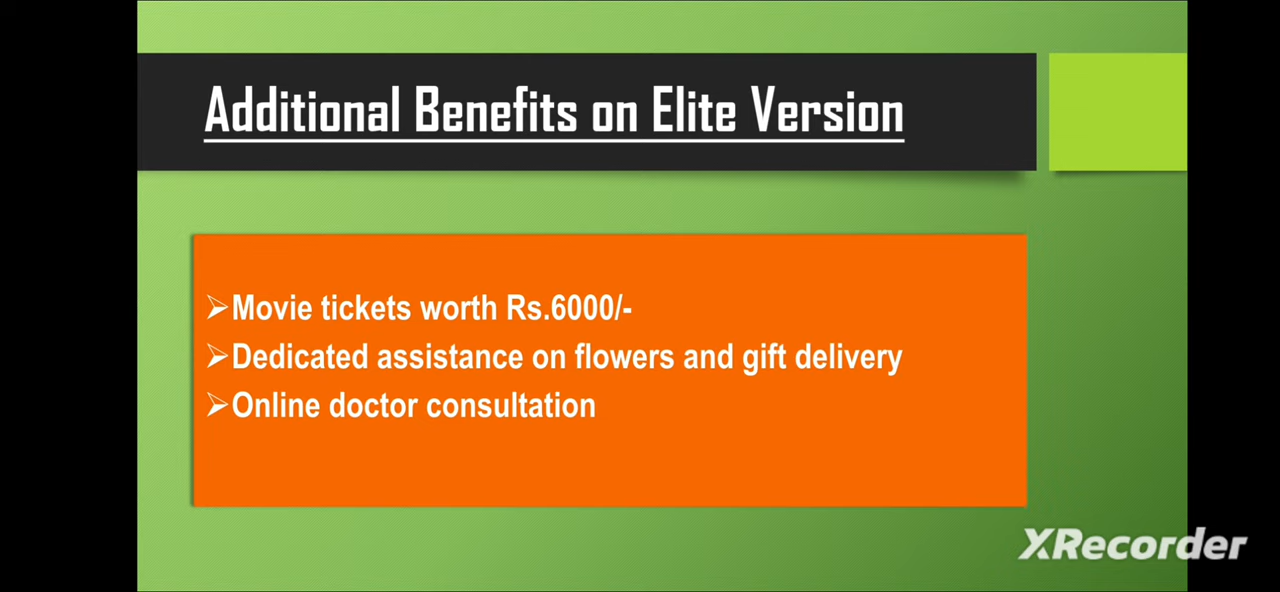 Additional Benefits on Elite Version
➢Movie tickets worth Rs.6000/-
➢Dedicated assistance on flowers and gift delivery
➢Online doctor consultation
XRecorder